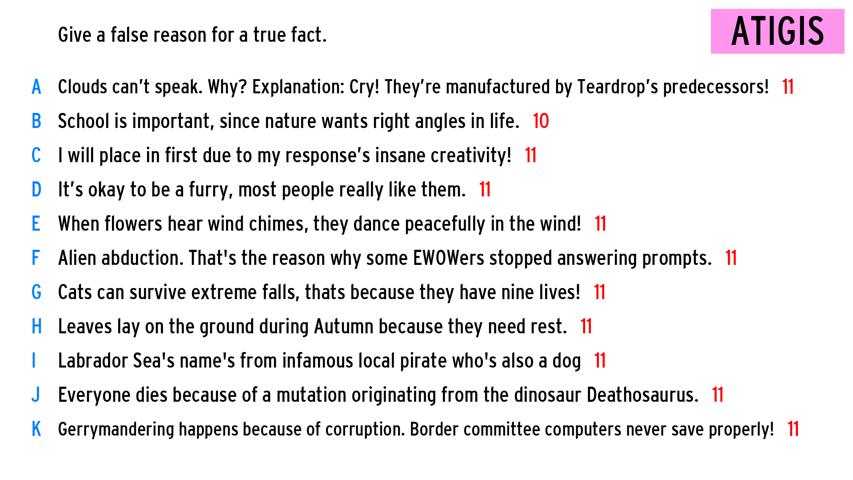 Give a false reason for a true fact.
ATIGIS
A Clouds can't speak. Why? Explanation: Cry! They're manufactured by Teardrop's predecessors! 11
B School is important, since nature wants right angles in life. 10
C I will place in first due to my response's insane creativity! 11
D It's okay to be a furry, most people really like them. 11
E When flowers hear wind chimes, they dance peacefully in the wind! 11
F Alien abduction. That's the reason why some EWOWers stopped answering prompts. 11
G Cats can survive extreme falls, thats because they have nine lives! 11
H Leaves lay on the ground during Autumn because they need rest. 11
I Labrador Sea's name's from infamous local pirate who's also a dog 11
J Everyone dies because of a mutation originating from the dinosaur Deathosaurus. 11
K Gerrymandering happens because of corruption. Border committee computers never save properly! 11